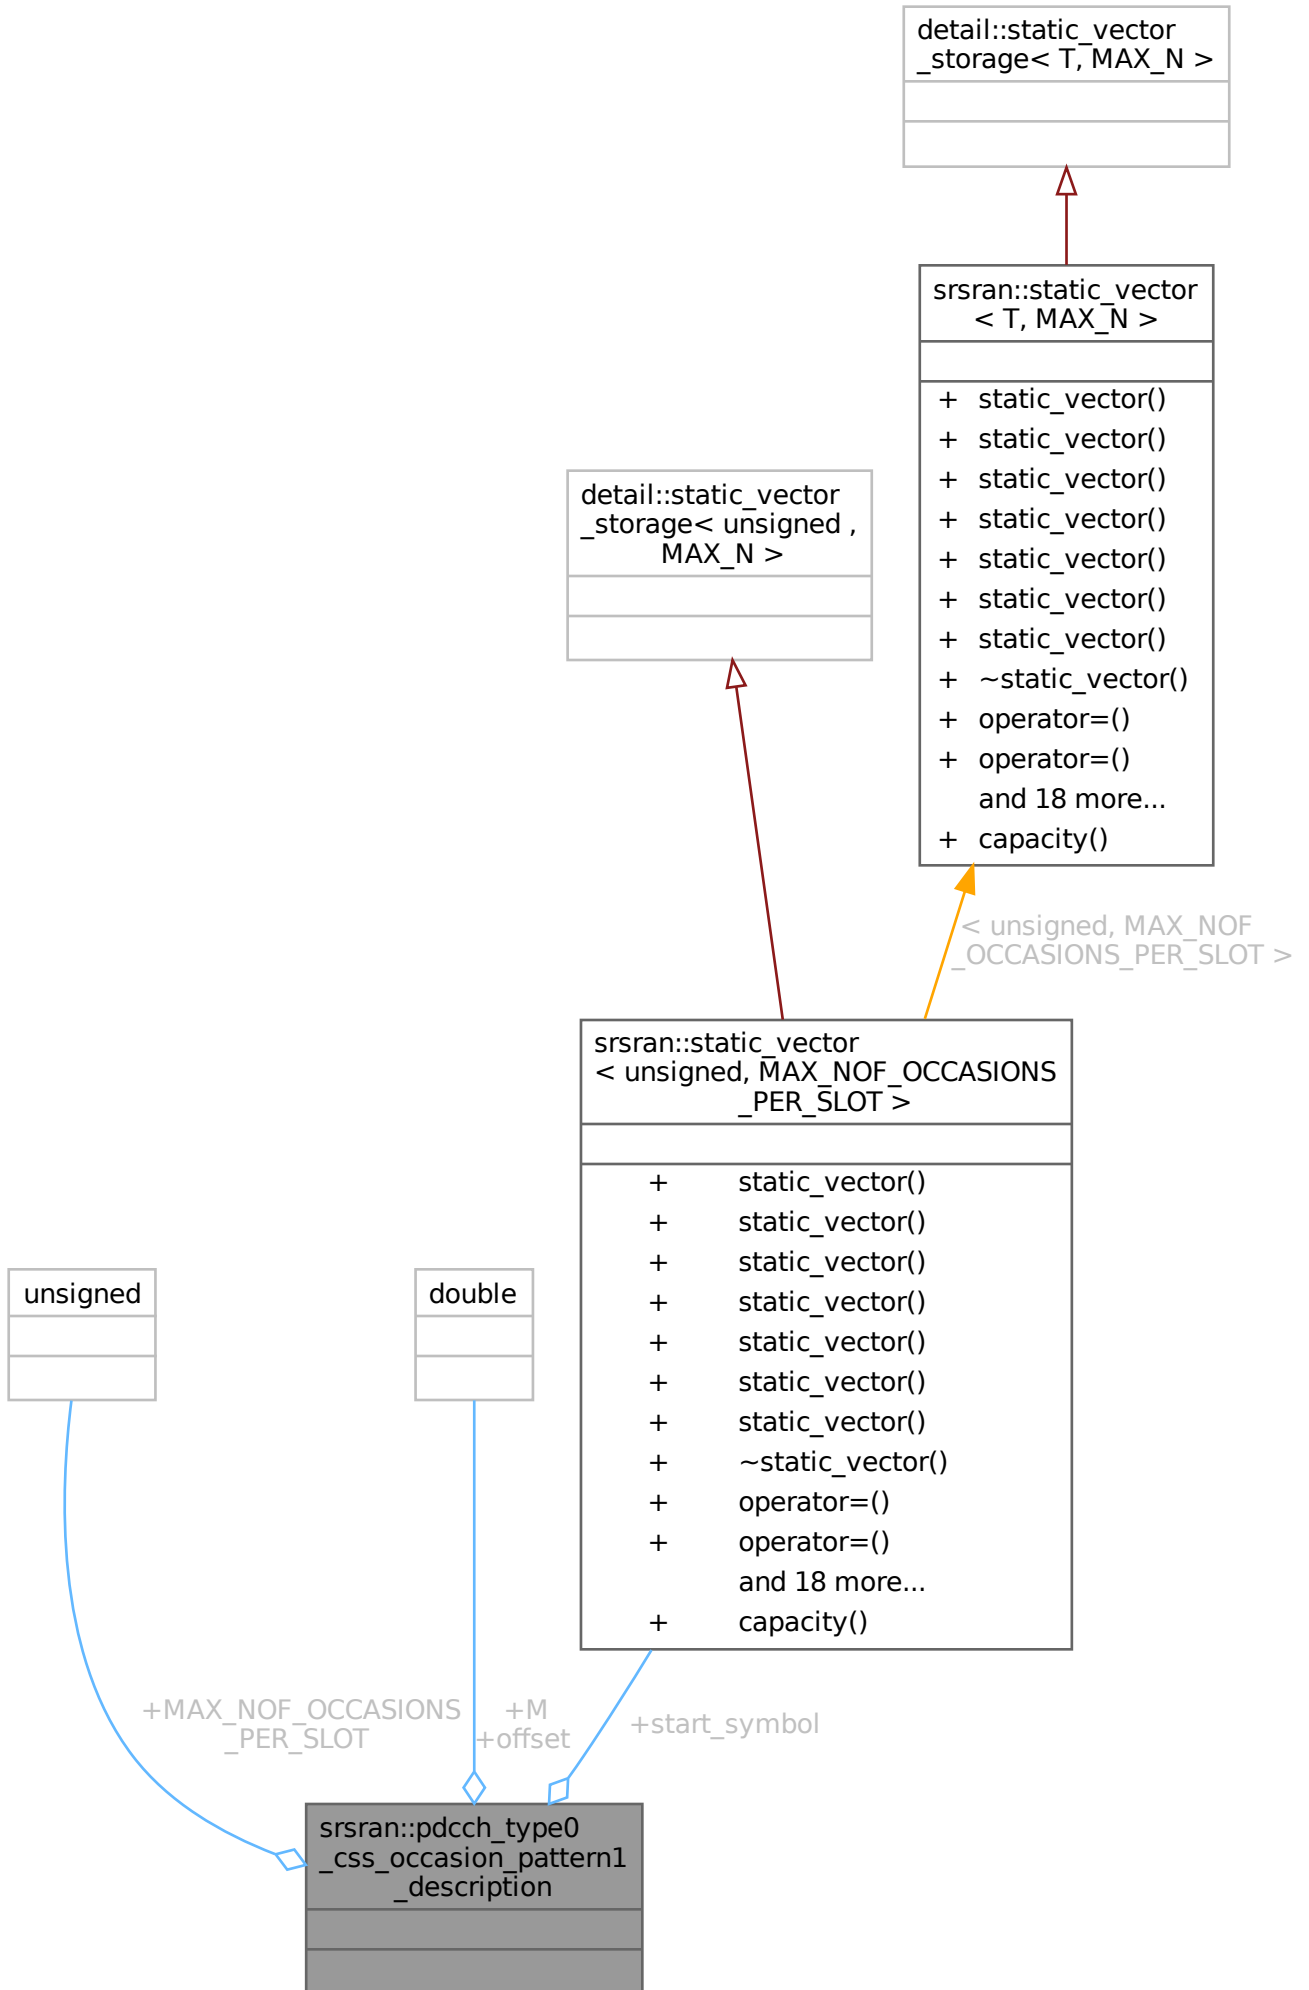 detail::static_vector
_storage< T, MAX_N >
srsran::static_vector
< T, MAX_N >
+ static_vector()
+ static_vector()
+ static_vector()
+ static_vector()
+ static_vector()
+ static_vector()
+ static_vector()
+ ~static_vector()
+ operator=()
+ operator=()
and 18 more...
+ capacity()
detail::static_vector
_storage< unsigned ,
MAX_N >
< unsigned, MAX_NOF
_OCCASIONS_PER_SLOT >
srsran::static_vector
< unsigned, MAX_NOF_OCCASIONS
_PER_SLOT >
+ static_vector()
+ static_vector()
+ static_vector()
+ static_vector()
+ static_vector()
+ static_vector()
+ static_vector()
+ ~static_vector()
+ operator=()
+ operator=()
and 18 more...
+ capacity()
unsigned
double
+MAX_NOF_OCCASIONS
_PER_SLOT
+M
+offset
+start_symbol
srsran::pdcch_type0
_css_occasion_pattern1
_description